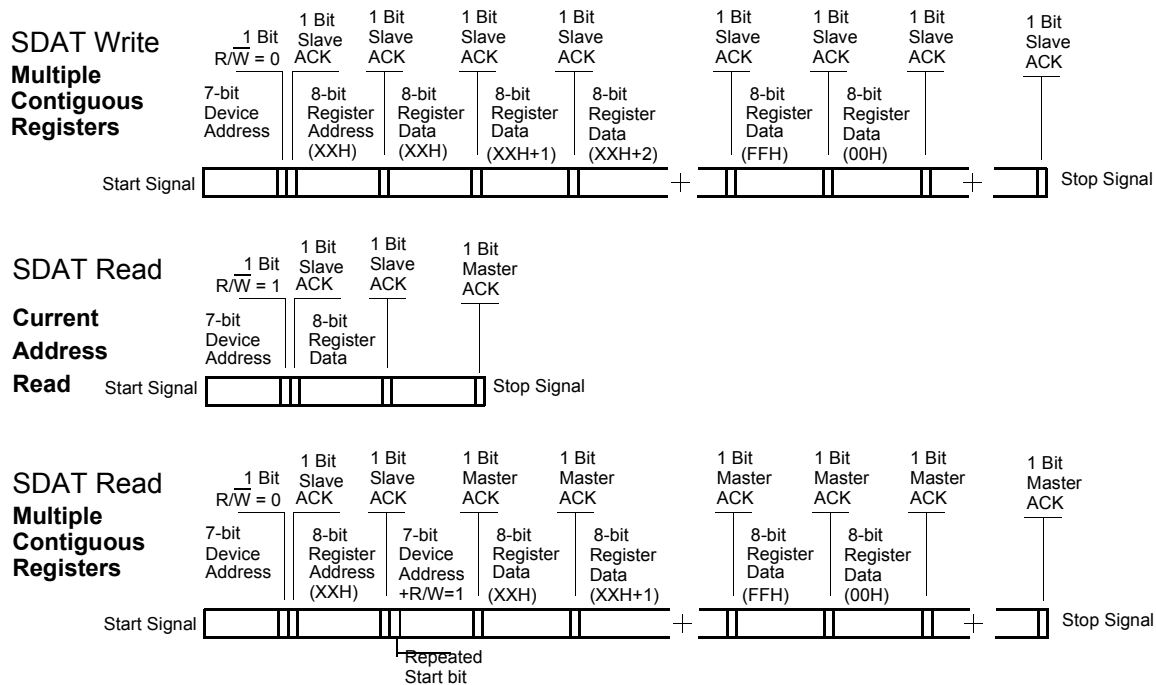 SDAT Write
Multiple
Contiguous
Registers
1 Bit
R/W = 0
1 Bit
Slave
ACK
1 Bit
Slave
ACK
1 Bit
Slave
ACK
1 Bit
Slave
ACK
1 Bit
Slave
ACK
1 Bit
Slave
ACK
1 Bit
Slave
ACK
1 Bit
Slave
ACK
7-bit
Device
Address
8-bit
Register
Address
(XXH)
8-bit
Register
Data
(XXH)
8-bit
Register
Data
(XXH+1)
8-bit
Register
Data
(XXH+2)
8-bit
Register
Data
(FFH)
8-bit
Register
Data
(00H)
Start Signal
Stop Signal
SDAT Read
Current
Address
Read
1 Bit
R/W = 1
1 Bit
Slave
ACK
1 Bit
Slave
ACK
1 Bit
Master
ACK
7-bit
Device
Address
8-bit
Register
Data
Start Signal
Stop Signal
SDAT Read
Multiple
Contiguous
Registers
1 Bit
R/W = 0
1 Bit
Slave
ACK
1 Bit
Slave
ACK
1 Bit
Master
ACK
1 Bit
Master
ACK
1 Bit
Master
ACK
1 Bit
Master
ACK
1 Bit
Master
ACK
1 Bit
Master
ACK
7-bit
Device
Address
8-bit
Register
Address
(XXH)
7-bit
Device
Address
+R/W=1
8-bit
Register
Data
(XXH)
8-bit
Register
Data
(XXH+1)
8-bit
Register
Data
(FFH)
8-bit
Register
Data
(00H)
Start Signal
Stop Signal
Repeated
Start bit